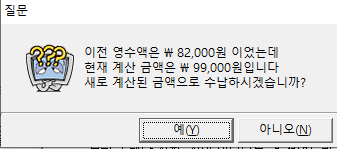 질문
이전 영수액은 ₩ 82,000원 이었는데
현재 계산 금액은 ₩ 99,000원입니다
새로 계산된 금액으로 수납하시겠습니까?
예(Y)
아니오(N)